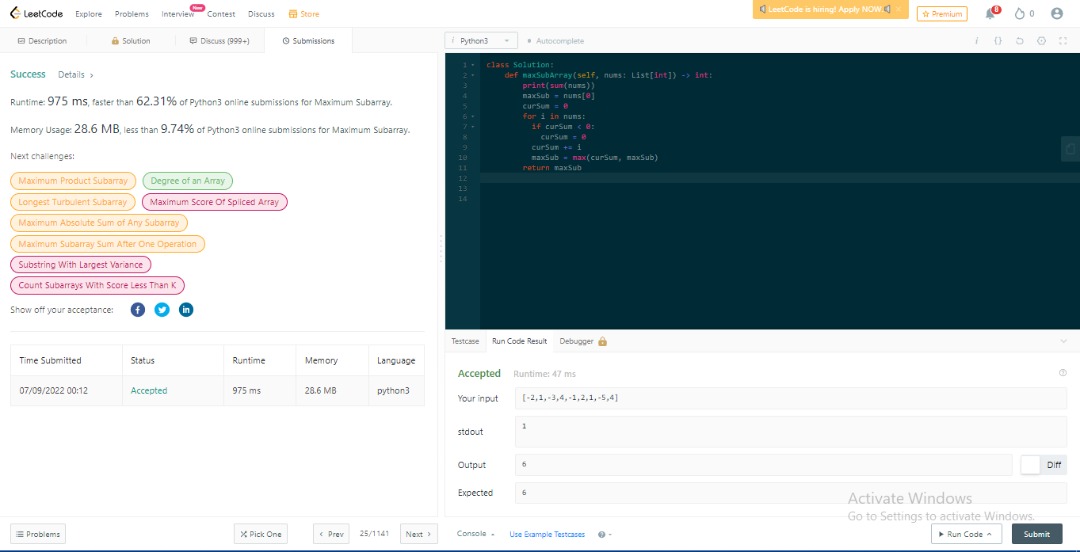 LeetCode Explore Problems Interview New Contest Discuss Store LeetCode is hiring! Apply NOW × Premium 8 0
Description Solution Discuss (999+) Submissions
i Python3 Autocomplete i {}
Success Details >
Runtime: 975 ms, faster than 62.31% of Python3 online submissions for Maximum Subarray.
Memory Usage: 28.6 MB, less than 9.74% of Python3 online submissions for Maximum Subarray.
Next challenges:
Maximum Product Subarray Degree of an Array
Longest Turbulent Subarray Maximum Score Of Spliced Array
Maximum Absolute Sum of Any Subarray
Maximum Subarray Sum After One Operation
Substring With Largest Variance
Count Subarrays With Score Less Than K
Show off your acceptance:
Time Submitted Status Runtime Memory Language
07/09/2022 00:12 Accepted 975 ms 28.6 MB python3
1 class Solution:
2 def maxSubArray(self, nums: List[int]) -> int:
3 print(sum(nums))
4 maxSub = nums[0]
5 curSum = 0
6 for i in nums:
7 if curSum < 0:
8 curSum = 0
9 curSum += i
10 maxSub = max(curSum, maxSub)
11 return maxSub
12
13
14
Testcase Run Code Result Debugger
Accepted Runtime: 47 ms
Your input [-2,1,-3,4,-1,2,1,-5,4]
stdout 1
Output 6 Diff
Expected 6
Activate Windows
Go to Settings to activate Windows.
Problems Pick One < Prev 25/1141 Next >
Console Use Example Testcases Run Code Submit